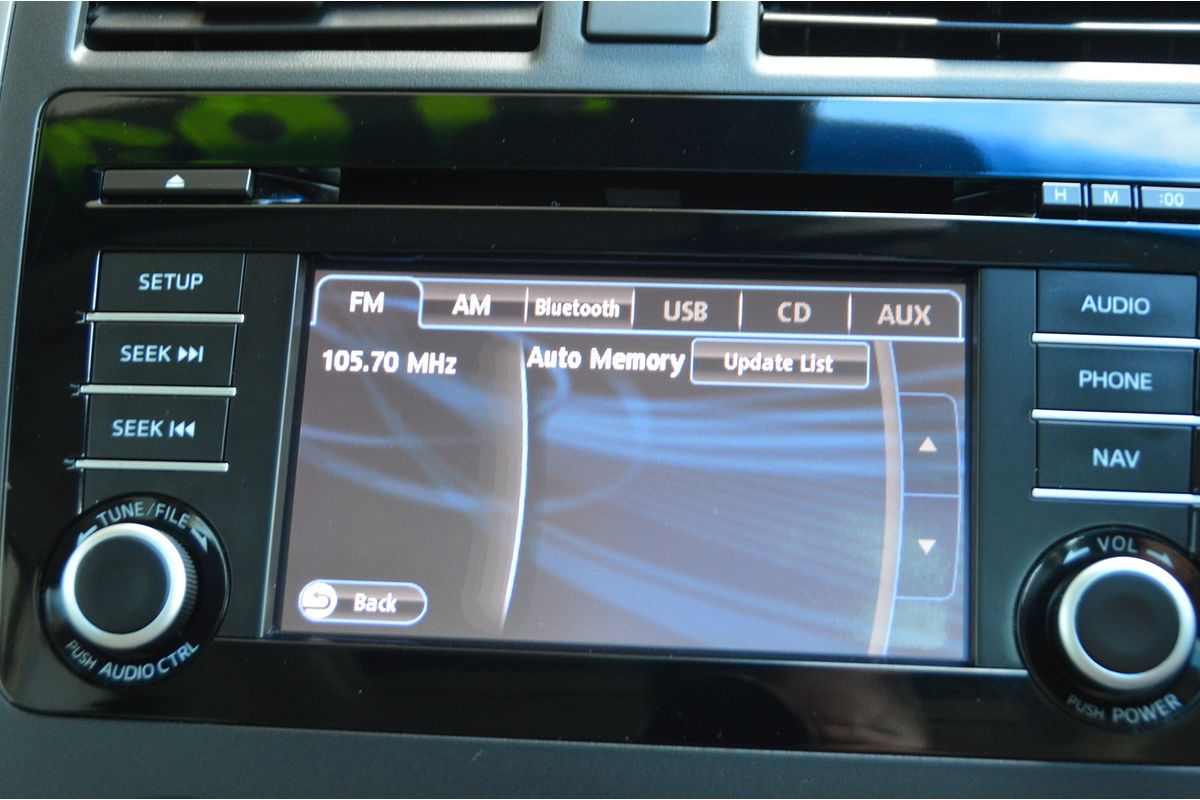 H M :00
SETUP
SEEK
SEEK
TUNE/FILE
PUSH AUDIO CTRL
FM AM Bluetooth USB CD AUX
105.70 MHz Auto Memory Update List
Back
AUDIO
PHONE
NAV
VOL
PUSH POWER